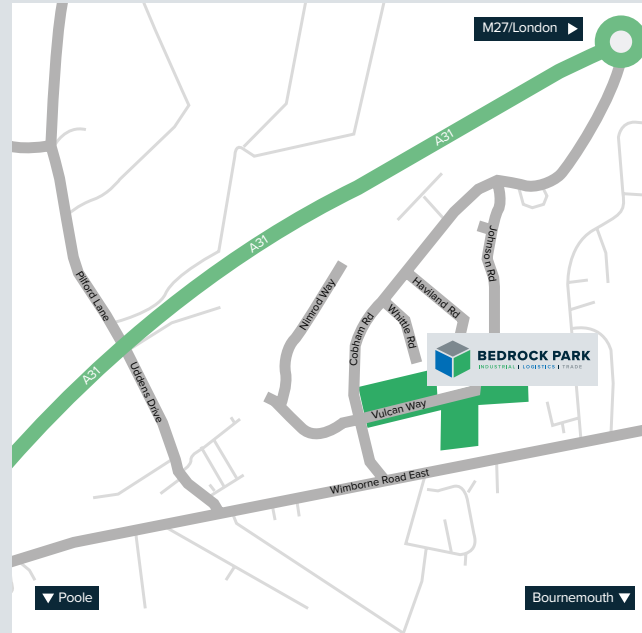 M27/London ▶
A31
A31
A31
Pilford Lane
Uddens Drive
Nimrod Way
Cobham Rd
Whittle Rd
Haviland Rd
Johnson Rd
BEDROCK PARK
INDUSTRIAL | LOGISTICS | TRADE
Vulcan Way
Wimborne Road East
▼ Poole
Bournemouth ▼